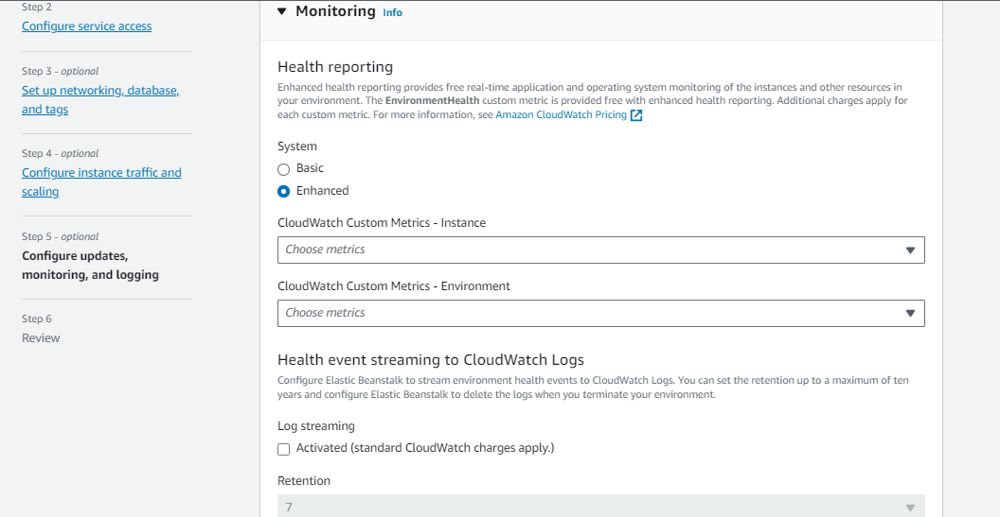 Step 2
Configure service access
Step 3 - optional
Set up networking, database,
and tags
Step 4 - optional
Configure instance traffic and
scaling
Step 5 - optional
Configure updates,
monitoring, and logging
Step 6
Review
Monitoring Info
Health reporting
Enhanced health reporting provides free real-time application and operating system monitoring of the instances and other resources in
your environment. The EnvironmentHealth custom metric is provided free with enhanced health reporting. Additional charges apply for
each custom metric. For more information, see Amazon CloudWatch Pricing
System
Basic
Enhanced
CloudWatch Custom Metrics - Instance
Choose metrics
CloudWatch Custom Metrics - Environment
Choose metrics
Health event streaming to CloudWatch Logs
Configure Elastic Beanstalk to stream environment health events to CloudWatch Logs. You can set the retention up to a maximum of ten
years and configure Elastic Beanstalk to delete the logs when you terminate your environment.
Log streaming
Activated (standard CloudWatch charges apply.)
Retention
7